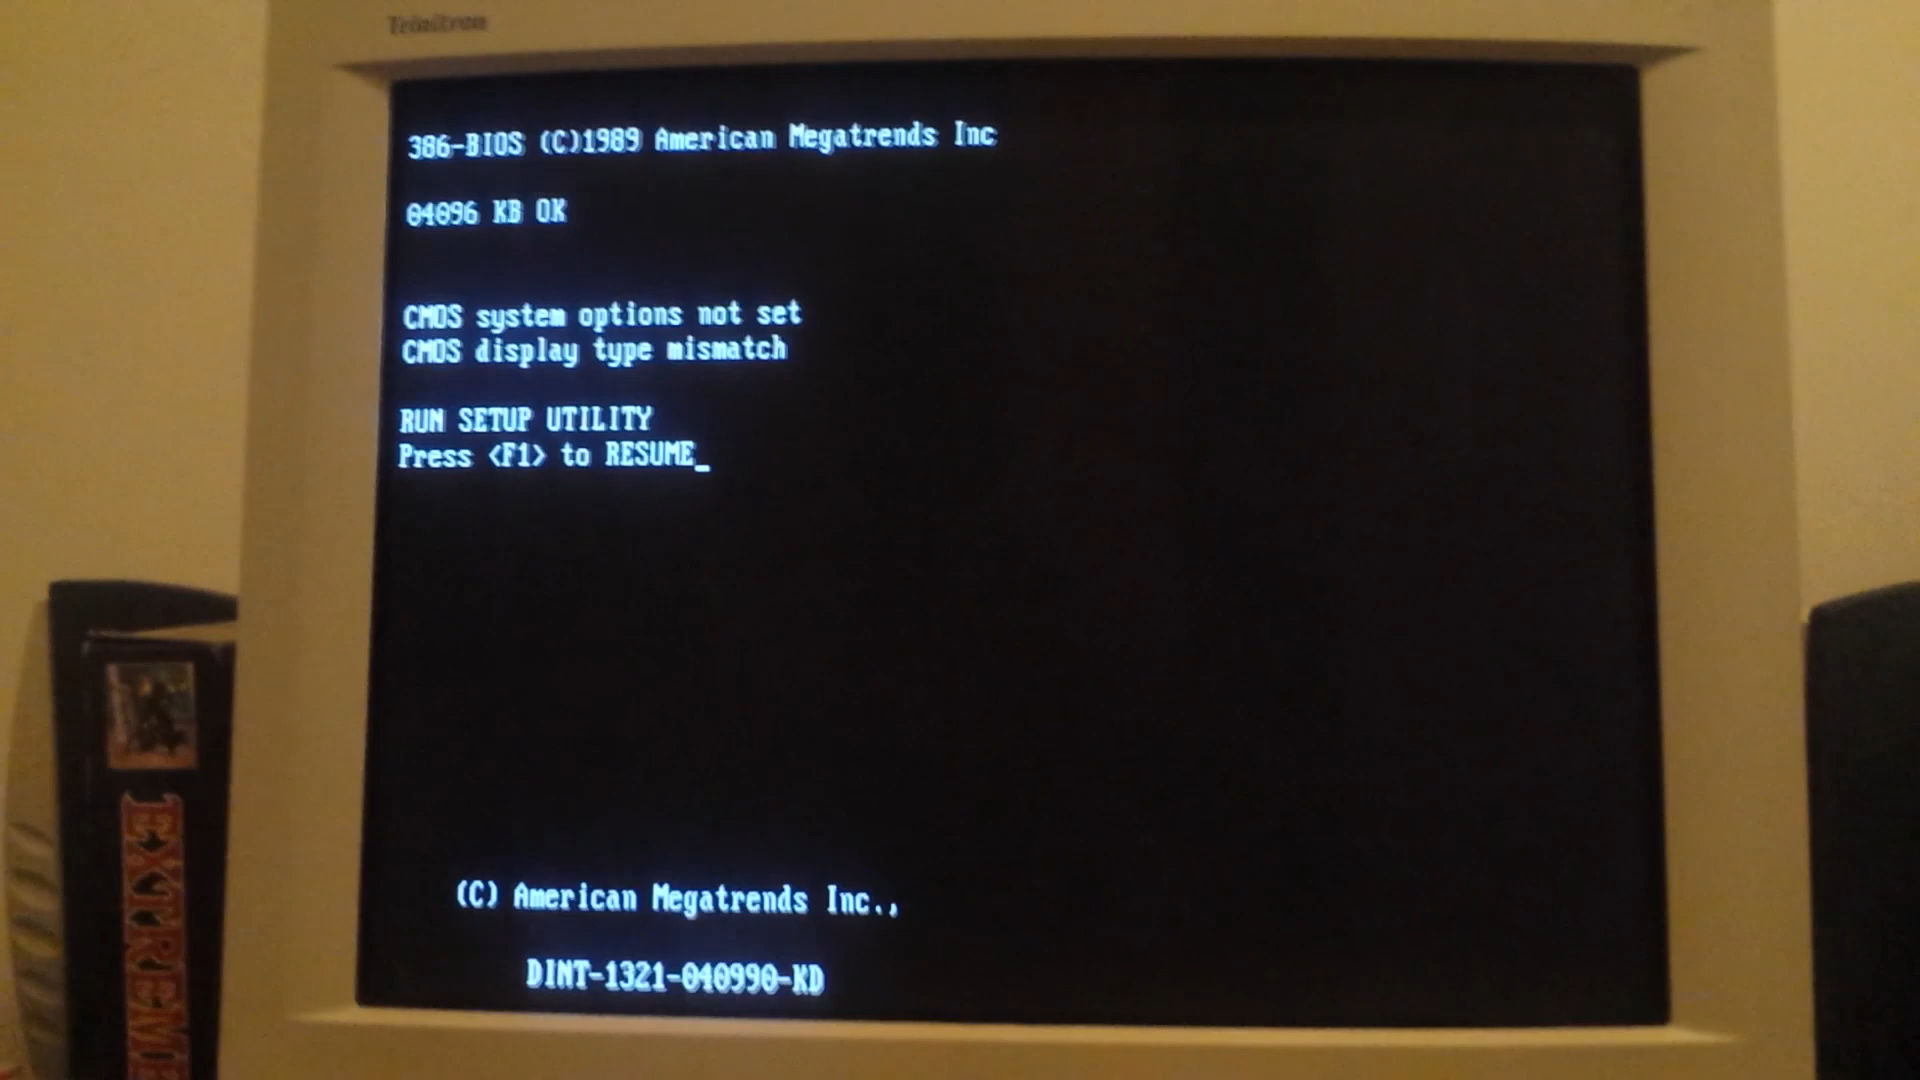 Trinitron
386-BIOS (C)1989 American Megatrends Inc
04096 KB OK
CMOS system options not set
CMOS display type mismatch
RUN SETUP UTILITY
Press <F1> to RESUME_
(C) American Megatrends Inc.,
DINT-1321-040990-KD